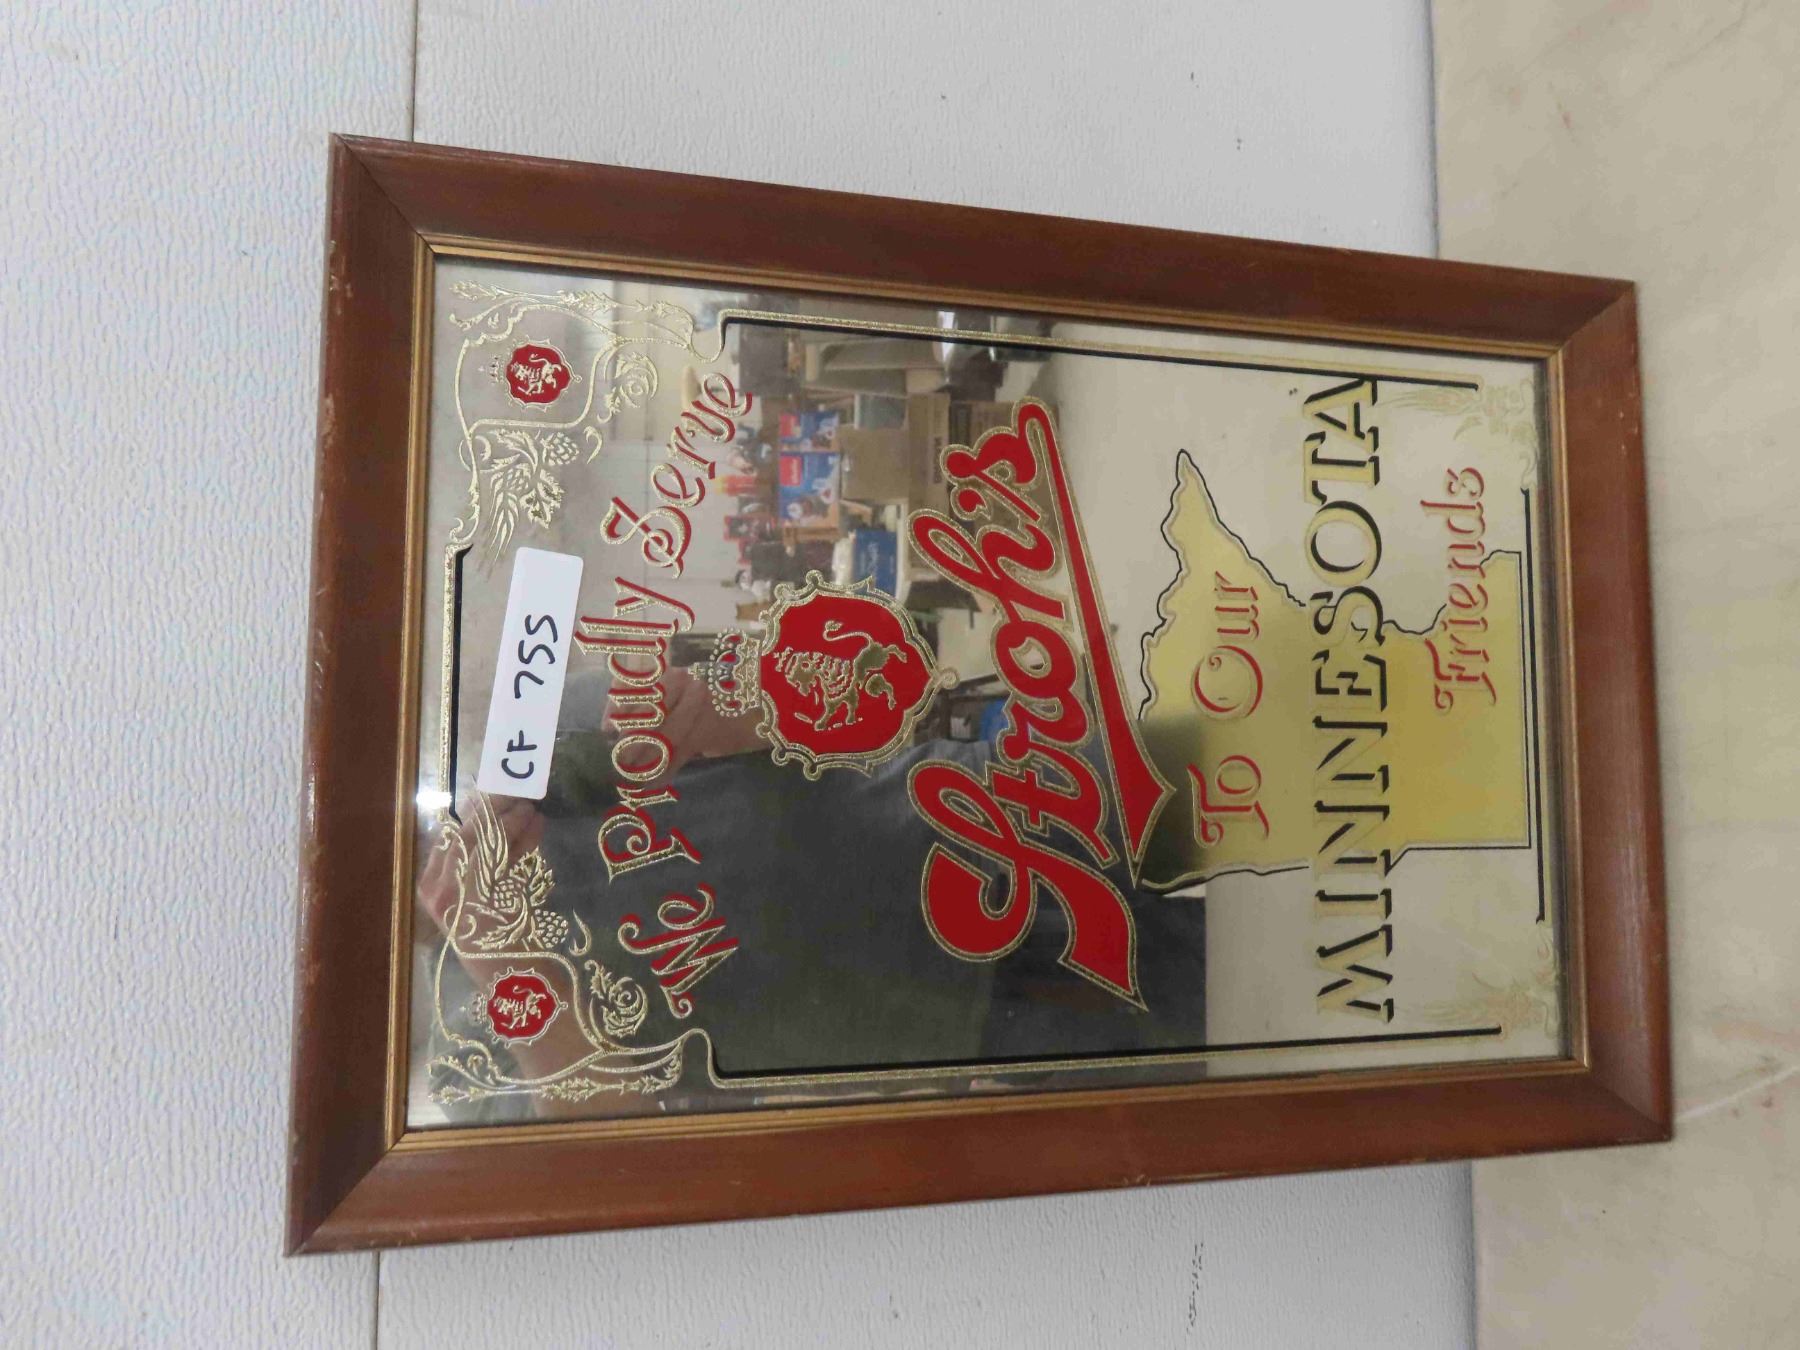 CF 755
We Proudly Serve
Stroh's
To Our
MINNESOTA
Friends